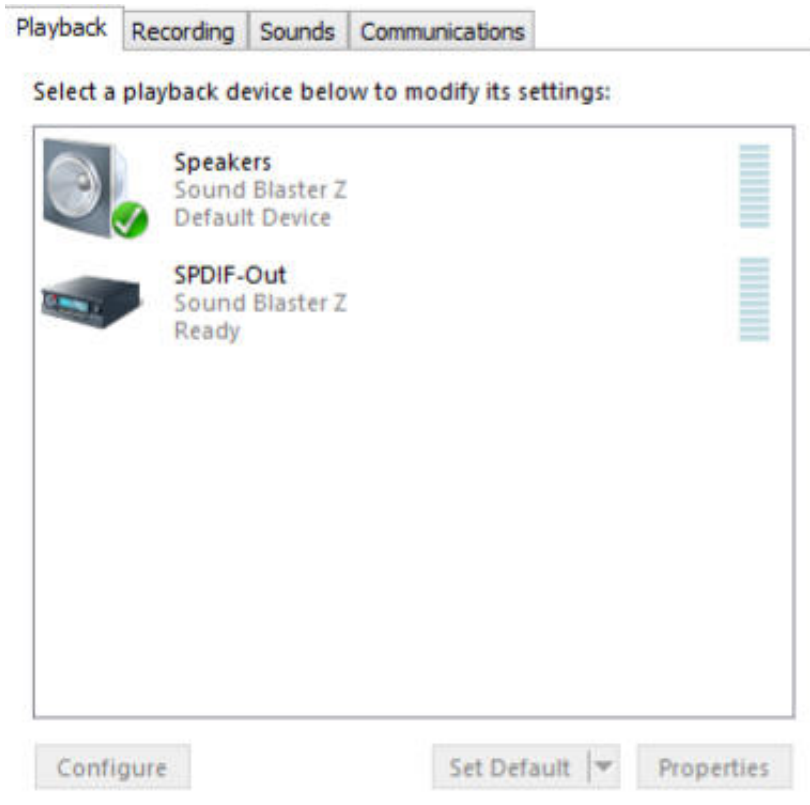 Playback Recording Sounds Communications
Select a playback device below to modify its settings:
Speakers
Sound Blaster Z
Default Device
SPDIF-Out
Sound Blaster Z
Ready
Configure Set Default Properties